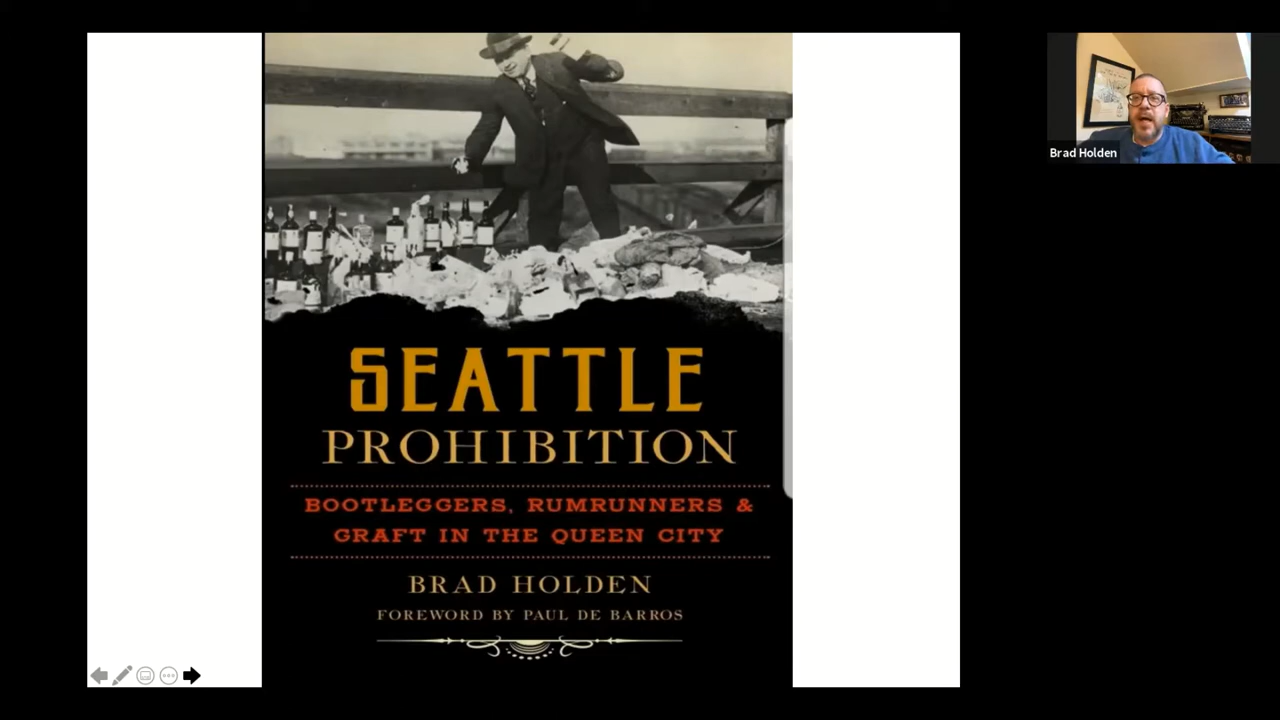 SEATTLE
PROHIBITION
BOOTLEGGERS, RUMRUNNERS &
GRAFT IN THE QUEEN CITY
BRAD HOLDEN
FOREWORD BY PAUL DE BARROS
Brad Holden